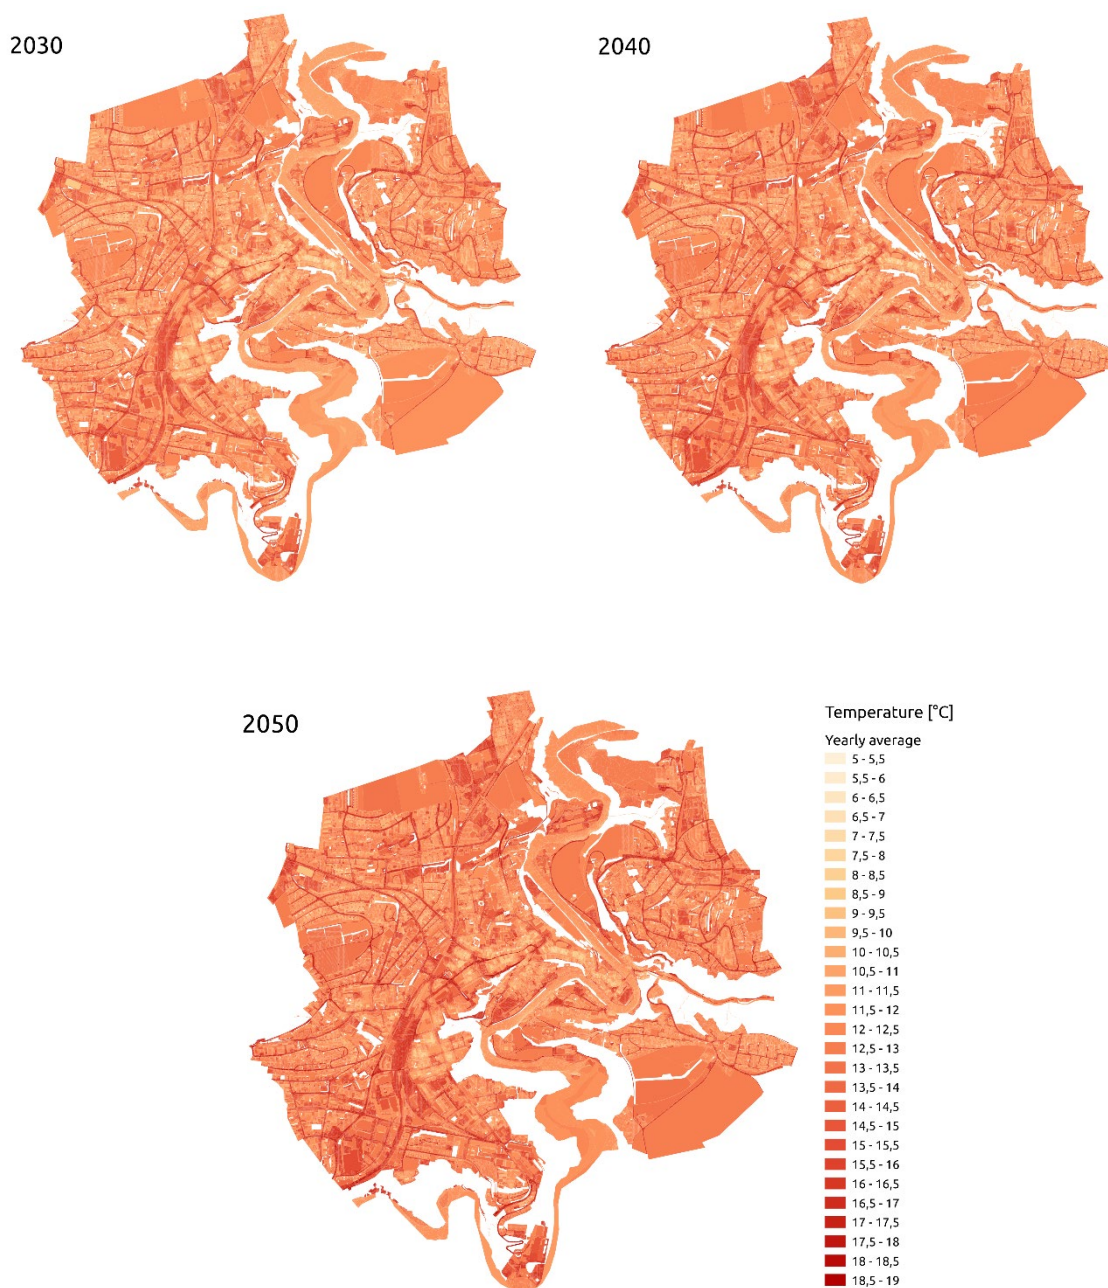 2030
2040
2050
Temperature [°C]
Yearly average
5 - 5,5
5,5 - 6
6 - 6,5
6,5 - 7
7 - 7,5
7,5 - 8
8 - 8,5
8,5 - 9
9 - 9,5
9,5 - 10
10 - 10,5
10,5 - 11
11 - 11,5
11,5 - 12
12 - 12,5
12,5 - 13
13 - 13,5
13,5 - 14
14 - 14,5
14,5 - 15
15 - 15,5
15,5 - 16
16 - 16,5
16,5 - 17
17 - 17,5
17,5 - 18
18 - 18,5
18,5 - 19